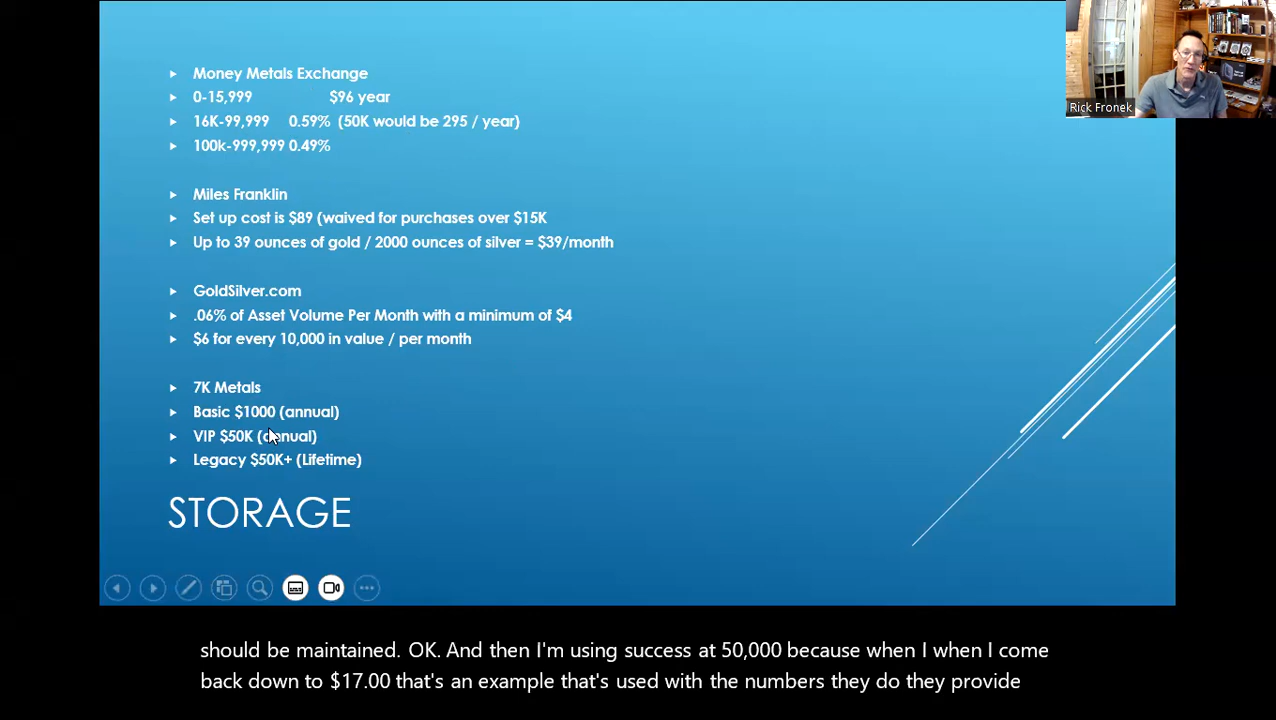 Money Metals Exchange
0-15,999 $96 year
16K-99,999 0.59% (50K would be 295 / year)
100k-999,999 0.49%
Miles Franklin
Set up cost is $89 (waived for purchases over $15K
Up to 39 ounces of gold / 2000 ounces of silver = $39/month
GoldSilver.com
.06% of Asset Volume Per Month with a minimum of $4
$6 for every 10,000 in value / per month
7K Metals
Basic $1000 (annual)
VIP $50K (annual)
Legacy $50K+ (Lifetime)
STORAGE
Rick Fronek
should be maintained. OK. And then I'm using success at 50,000 because when I when I come
back down to $17.00 that's an example that's used with the numbers they do they provide